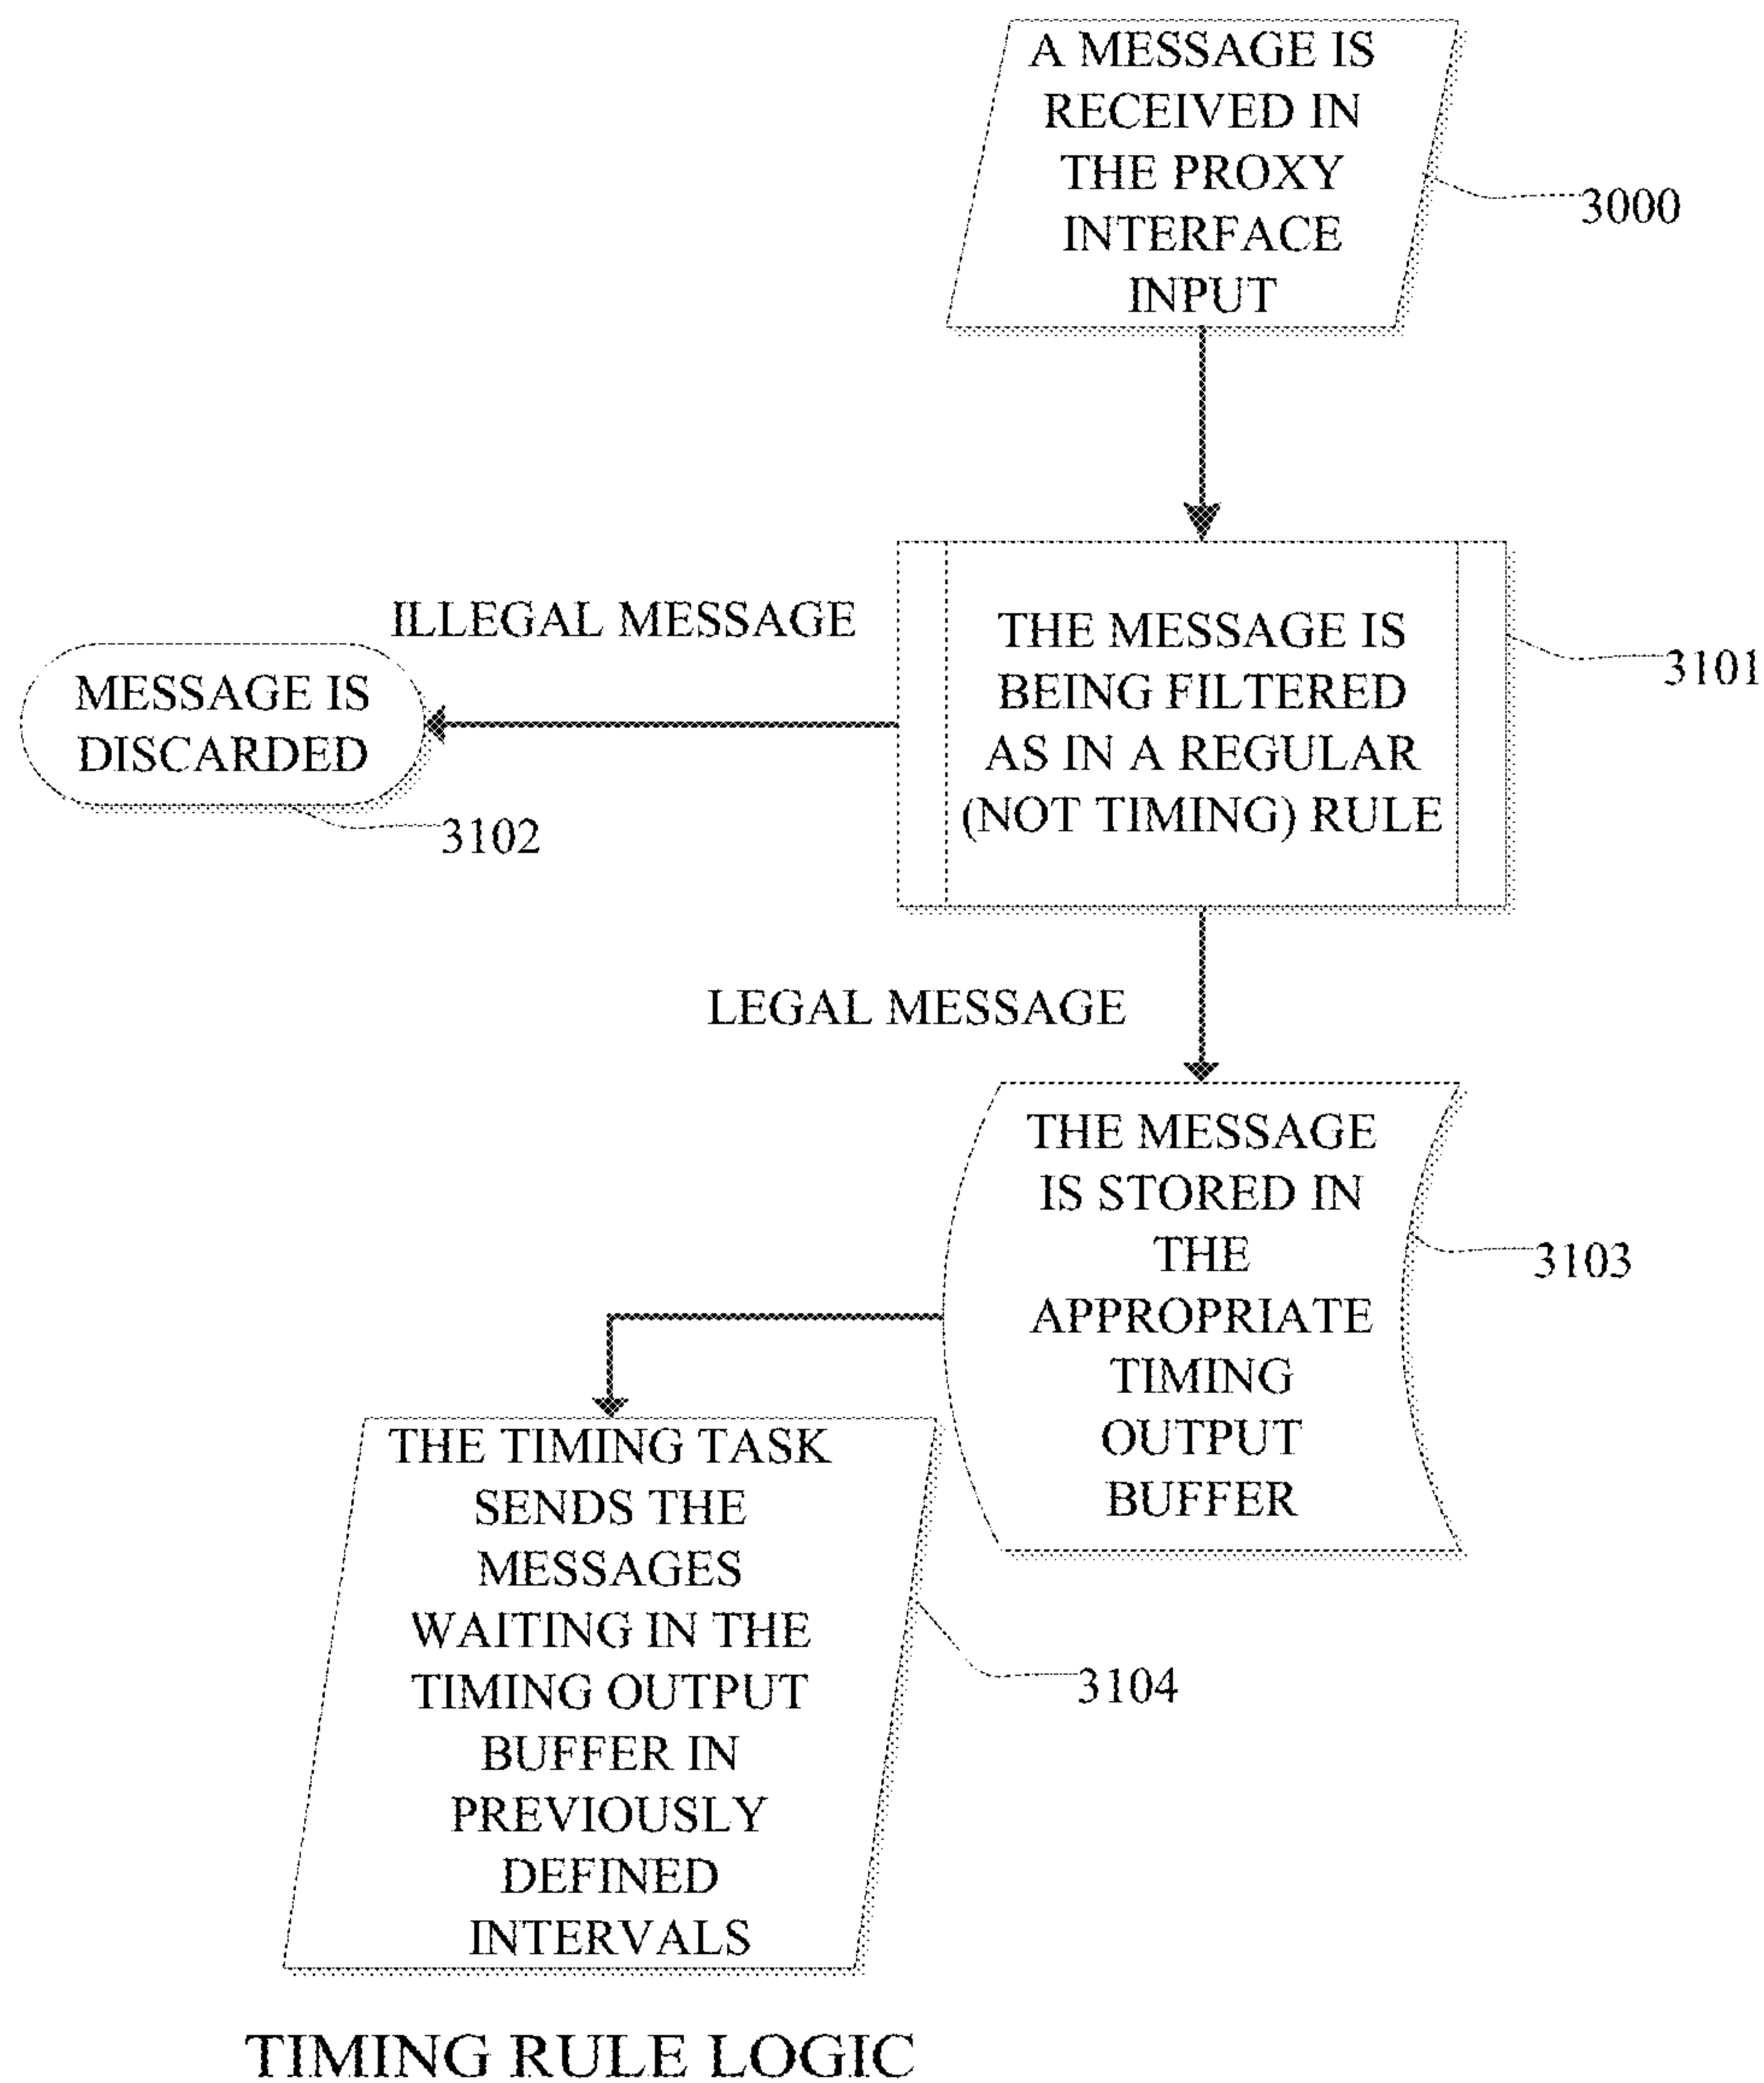 A MESSAGE IS
RECEIVED IN
THE PROXY
INTERFACE
INPUT
3000
ILLEGAL MESSAGE
THE MESSAGE IS
BEING FILTERED
AS IN A REGULAR
(NOT TIMING) RULE
3101
MESSAGE IS
DISCARDED
3102
LEGAL MESSAGE
THE MESSAGE
IS STORED IN
THE
APPROPRIATE
TIMING
OUTPUT
BUFFER
3103
THE TIMING TASK
SENDS THE
MESSAGES
WAITING IN THE
TIMING OUTPUT
BUFFER IN
PREVIOUSLY
DEFINED
INTERVALS
3104
TIMING RULE LOGIC